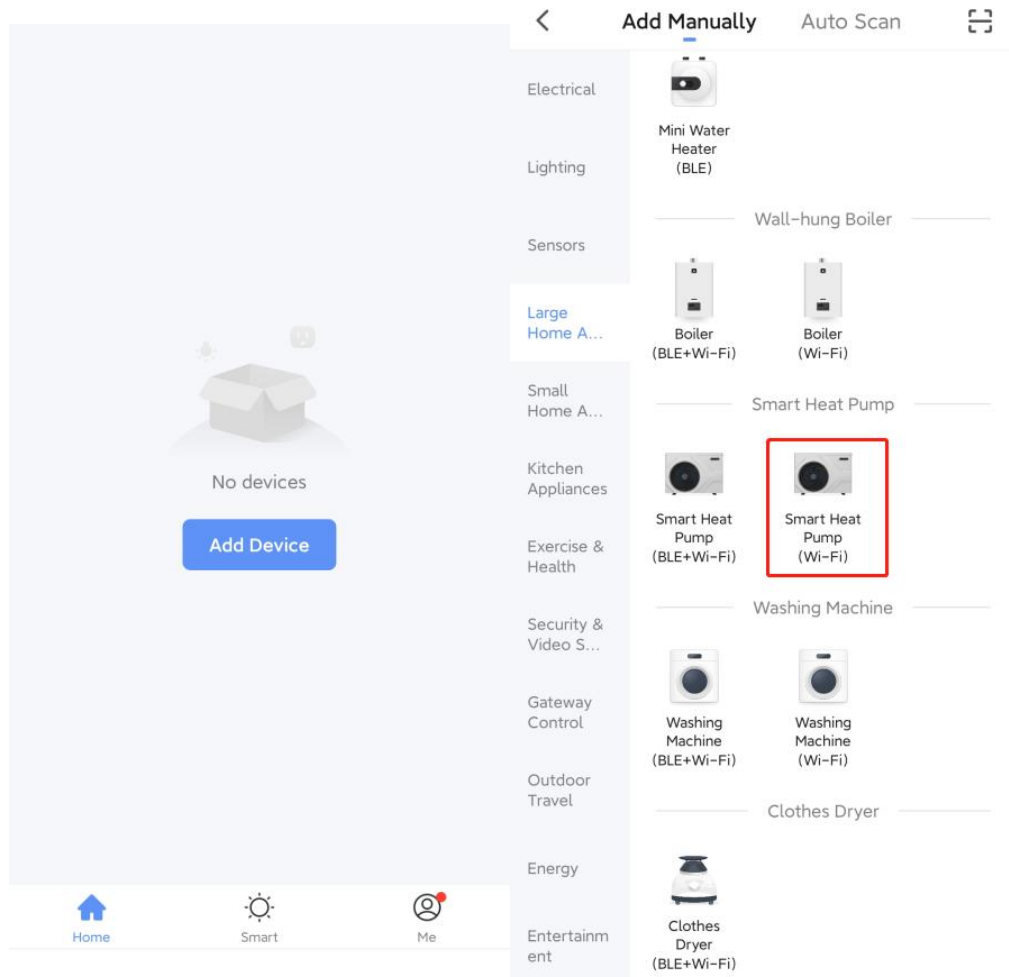 No devices
Add Device
Home
Smart
Me
Add Manually
Auto Scan
Electrical
Lighting
Sensors
Large
Home A...
Small
Home A...
Kitchen
Appliances
Exercise &
Health
Security &
Video S...
Gateway
Control
Outdoor
Travel
Energy
Entertainm
ent
Mini Water
Heater
(BLE)
Wall-hung Boiler
Boiler
(BLE+Wi-Fi)
Boiler
(Wi-Fi)
Smart Heat Pump
Smart Heat
Pump
(BLE+Wi-Fi)
Smart Heat
Pump
(Wi-Fi)
Washing Machine
Washing
Machine
(BLE+Wi-Fi)
Washing
Machine
(Wi-Fi)
Clothes Dryer
Clothes
Dryer
(BLE+Wi-Fi)